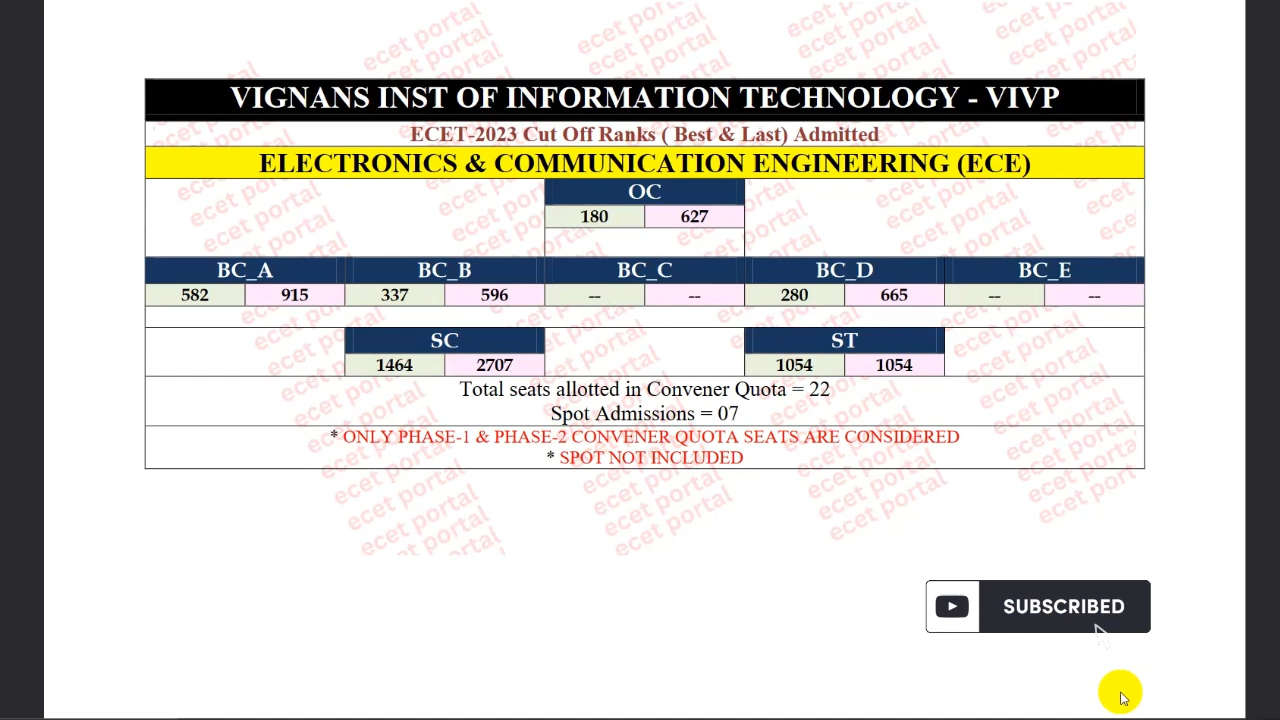 VIGNANS INST OF INFORMATION TECHNOLOGY - VIVP
ECET-2023 Cut Off Ranks ( Best & Last) Admitted
ELECTRONICS & COMMUNICATION ENGINEERING (ECE)
OC
180 627
BC_A BC_B BC_C BC_D BC_E
582 915 337 596 -- -- 280 665 -- --
SC ST
1464 2707 1054 1054
Total seats allotted in Convener Quota = 22
Spot Admissions = 07
* ONLY PHASE-1 & PHASE-2 CONVENER QUOTA SEATS ARE CONSIDERED
* SPOT NOT INCLUDED
ecet portal
SUBSCRIBED